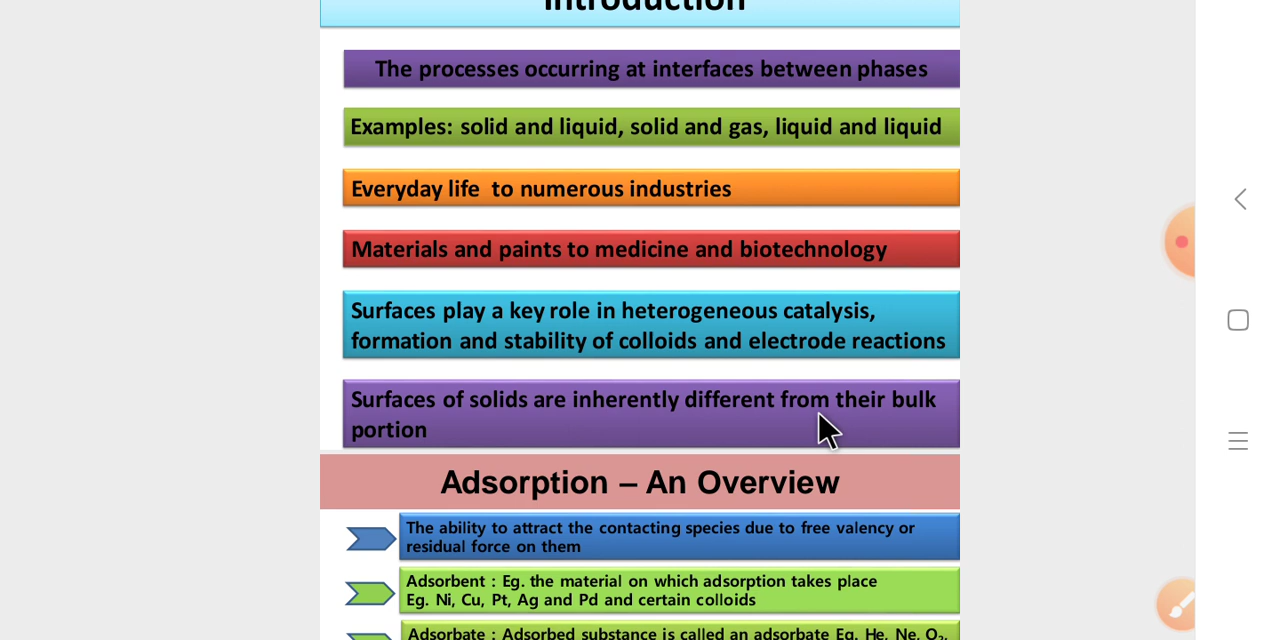 Introduction
The processes occurring at interfaces between phases
Examples: solid and liquid, solid and gas, liquid and liquid
Everyday life to numerous industries
Materials and paints to medicine and biotechnology
Surfaces play a key role in heterogeneous catalysis,
formation and stability of colloids and electrode reactions
Surfaces of solids are inherently different from their bulk
portion
Adsorption – An Overview
The ability to attract the contacting species due to free valency or
residual force on them
Adsorbent : Eg. the material on which adsorption takes place
Eg. Ni, Cu, Pt, Ag and Pd and certain colloids
Adsorbate : Adsorbed substance is called an adsorbate Eg. He, Ne, O₂,